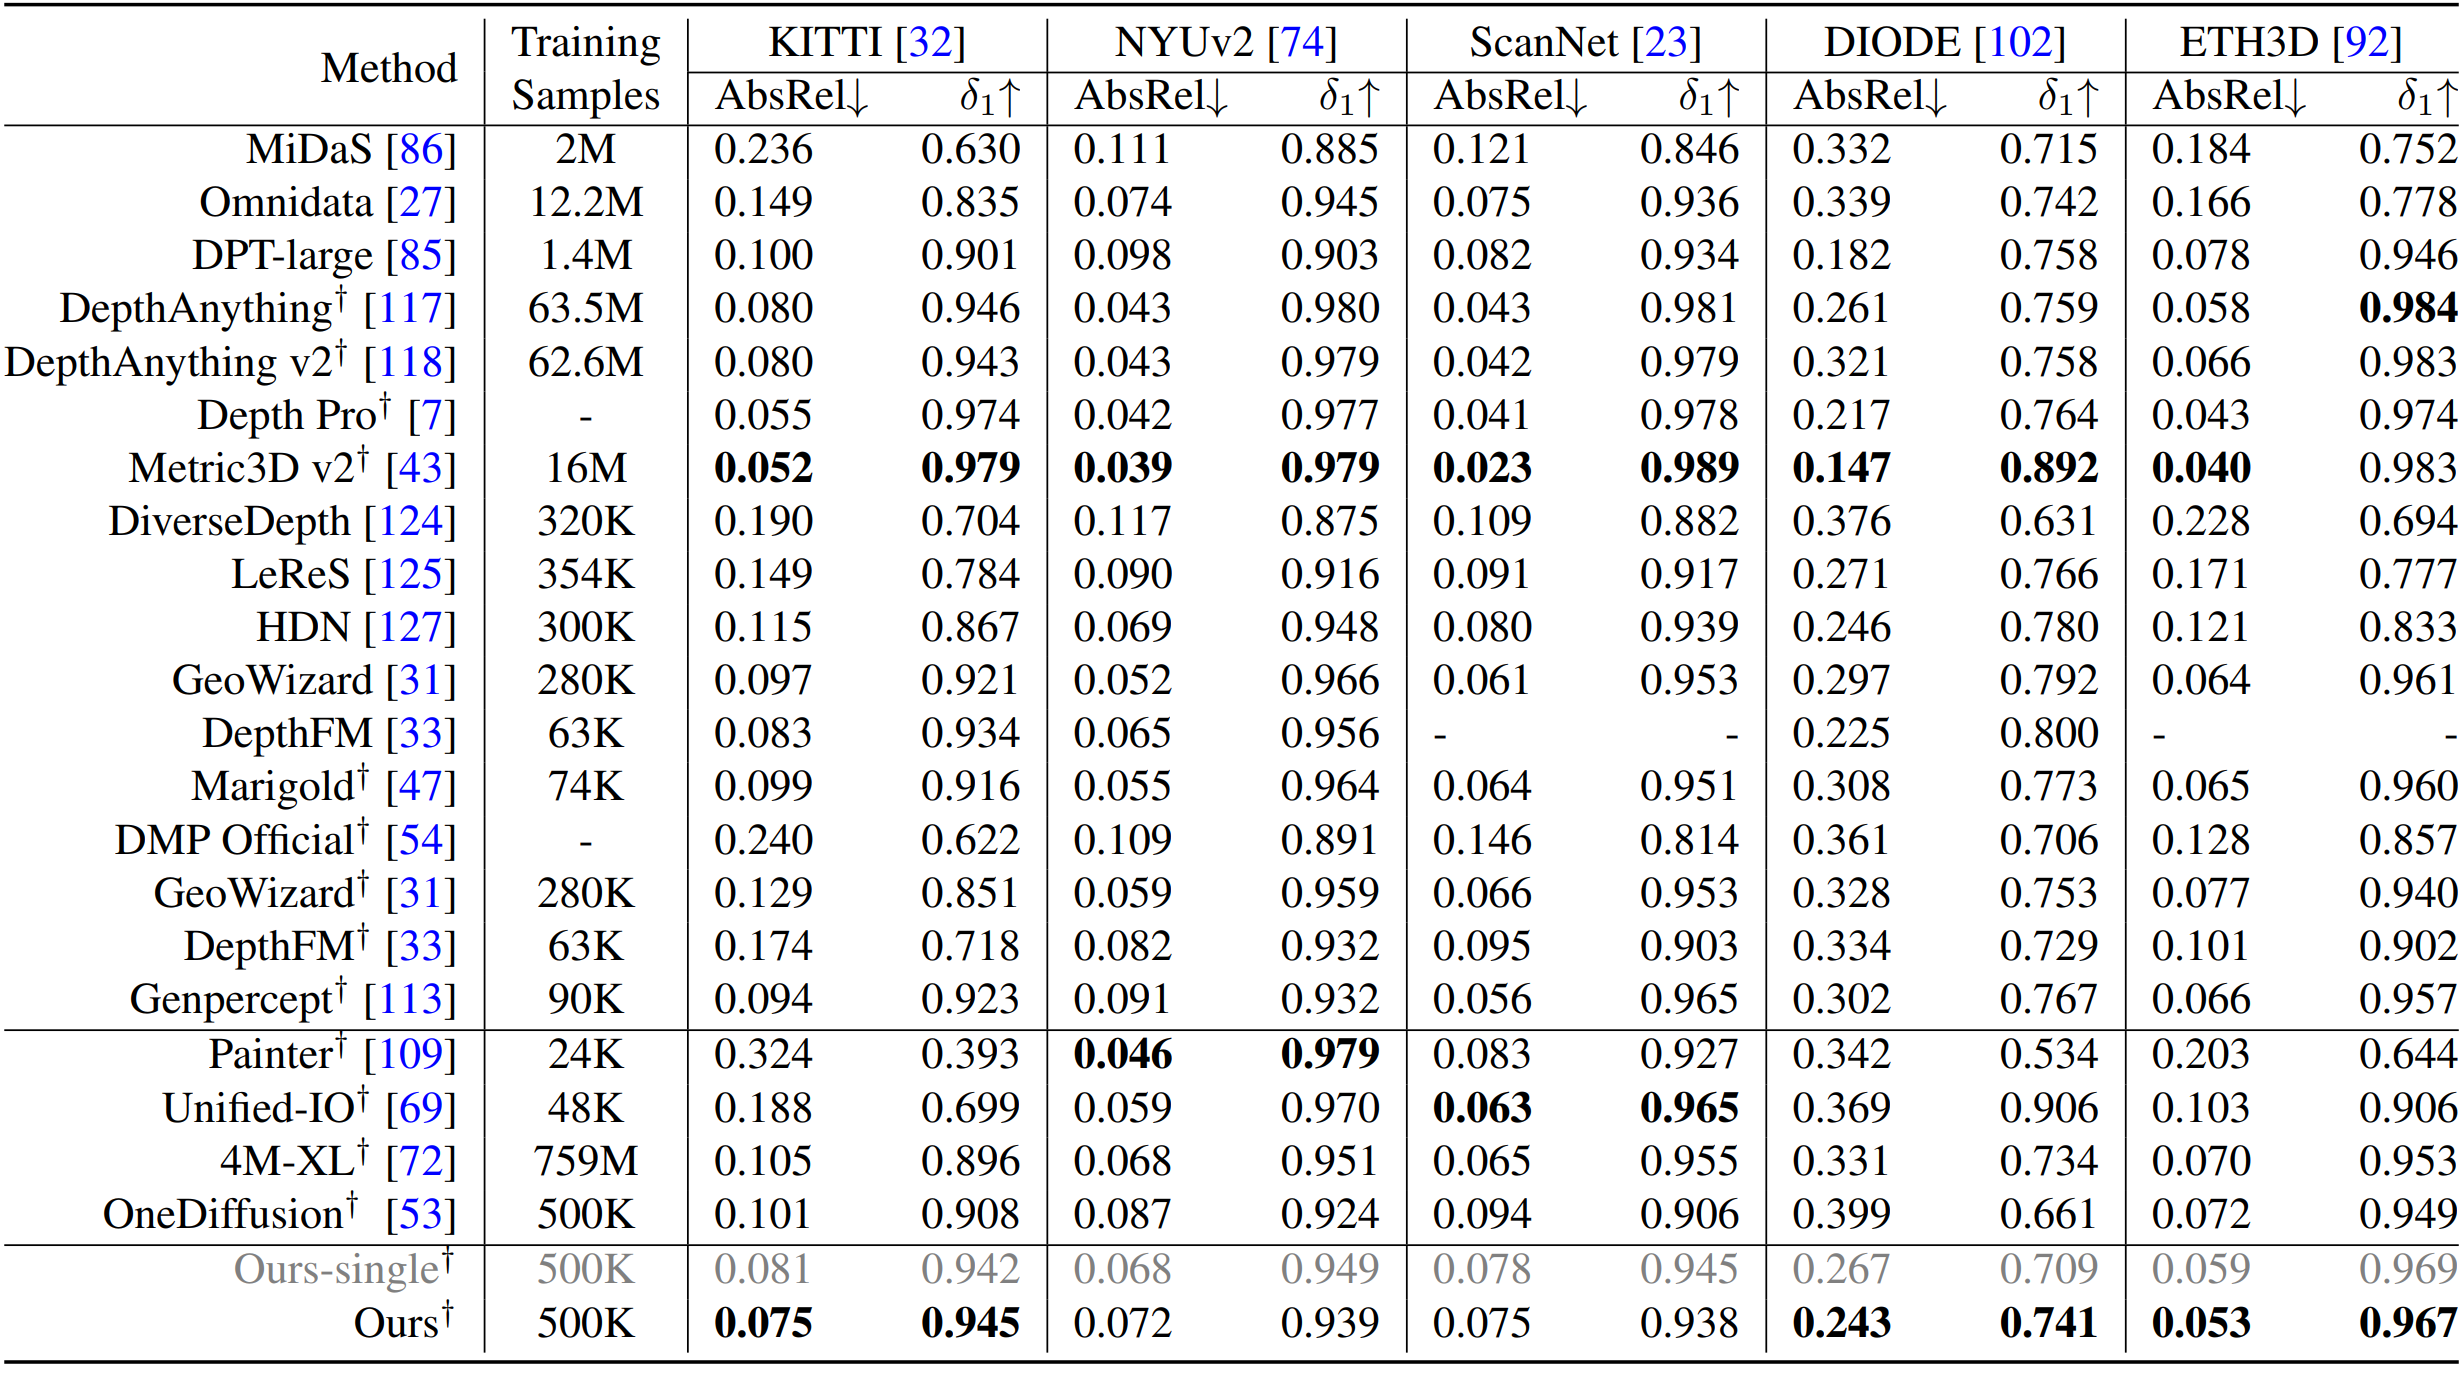 Method Training Samples KITTI [32] NYUv2 [74] ScanNet [23] DIODE [102] ETH3D [92]
AbsRel↓ δ1↑ AbsRel↓ δ1↑ AbsRel↓ δ1↑ AbsRel↓ δ1↑ AbsRel↓ δ1↑
MiDaS [86] 2M 0.236 0.630 0.111 0.885 0.121 0.846 0.332 0.715 0.184 0.752
Omnidata [27] 12.2M 0.149 0.835 0.074 0.945 0.075 0.936 0.339 0.742 0.166 0.778
DPT-large [85] 1.4M 0.100 0.901 0.098 0.903 0.082 0.934 0.182 0.758 0.078 0.946
DepthAnything† [117] 63.5M 0.080 0.946 0.043 0.980 0.043 0.981 0.261 0.759 0.058 0.984
DepthAnything v2† [118] 62.6M 0.080 0.943 0.043 0.979 0.042 0.979 0.321 0.758 0.066 0.983
Depth Pro† [7] - 0.055 0.974 0.042 0.977 0.041 0.978 0.217 0.764 0.043 0.974
Metric3D v2† [43] 16M 0.052 0.979 0.039 0.979 0.023 0.989 0.147 0.892 0.040 0.983
DiverseDepth [124] 320K 0.190 0.704 0.117 0.875 0.109 0.882 0.376 0.631 0.228 0.694
LeReS [125] 354K 0.149 0.784 0.090 0.916 0.091 0.917 0.271 0.766 0.171 0.777
HDN [127] 300K 0.115 0.867 0.069 0.948 0.080 0.939 0.246 0.780 0.121 0.833
GeoWizard [31] 280K 0.097 0.921 0.052 0.966 0.061 0.953 0.297 0.792 0.064 0.961
DepthFM [33] 63K 0.083 0.934 0.065 0.956 - - 0.225 0.800 - -
Marigold† [47] 74K 0.099 0.916 0.055 0.964 0.064 0.951 0.308 0.773 0.065 0.960
DMP Official† [54] - 0.240 0.622 0.109 0.891 0.146 0.814 0.361 0.706 0.128 0.857
GeoWizard† [31] 280K 0.129 0.851 0.059 0.959 0.066 0.953 0.328 0.753 0.077 0.940
DepthFM† [33] 63K 0.174 0.718 0.082 0.932 0.095 0.903 0.334 0.729 0.101 0.902
Genpercept† [113] 90K 0.094 0.923 0.091 0.932 0.056 0.965 0.302 0.767 0.066 0.957
Painter† [109] 24K 0.324 0.393 0.046 0.979 0.083 0.927 0.342 0.534 0.203 0.644
Unified-IO† [69] 48K 0.188 0.699 0.059 0.970 0.063 0.965 0.369 0.906 0.103 0.906
4M-XL† [72] 759M 0.105 0.896 0.068 0.951 0.065 0.955 0.331 0.734 0.070 0.953
OneDiffusion† [53] 500K 0.101 0.908 0.087 0.924 0.094 0.906 0.399 0.661 0.072 0.949
Ours-single† 500K 0.081 0.942 0.068 0.949 0.078 0.945 0.267 0.709 0.059 0.969
Ours† 500K 0.075 0.945 0.072 0.939 0.075 0.938 0.243 0.741 0.053 0.967